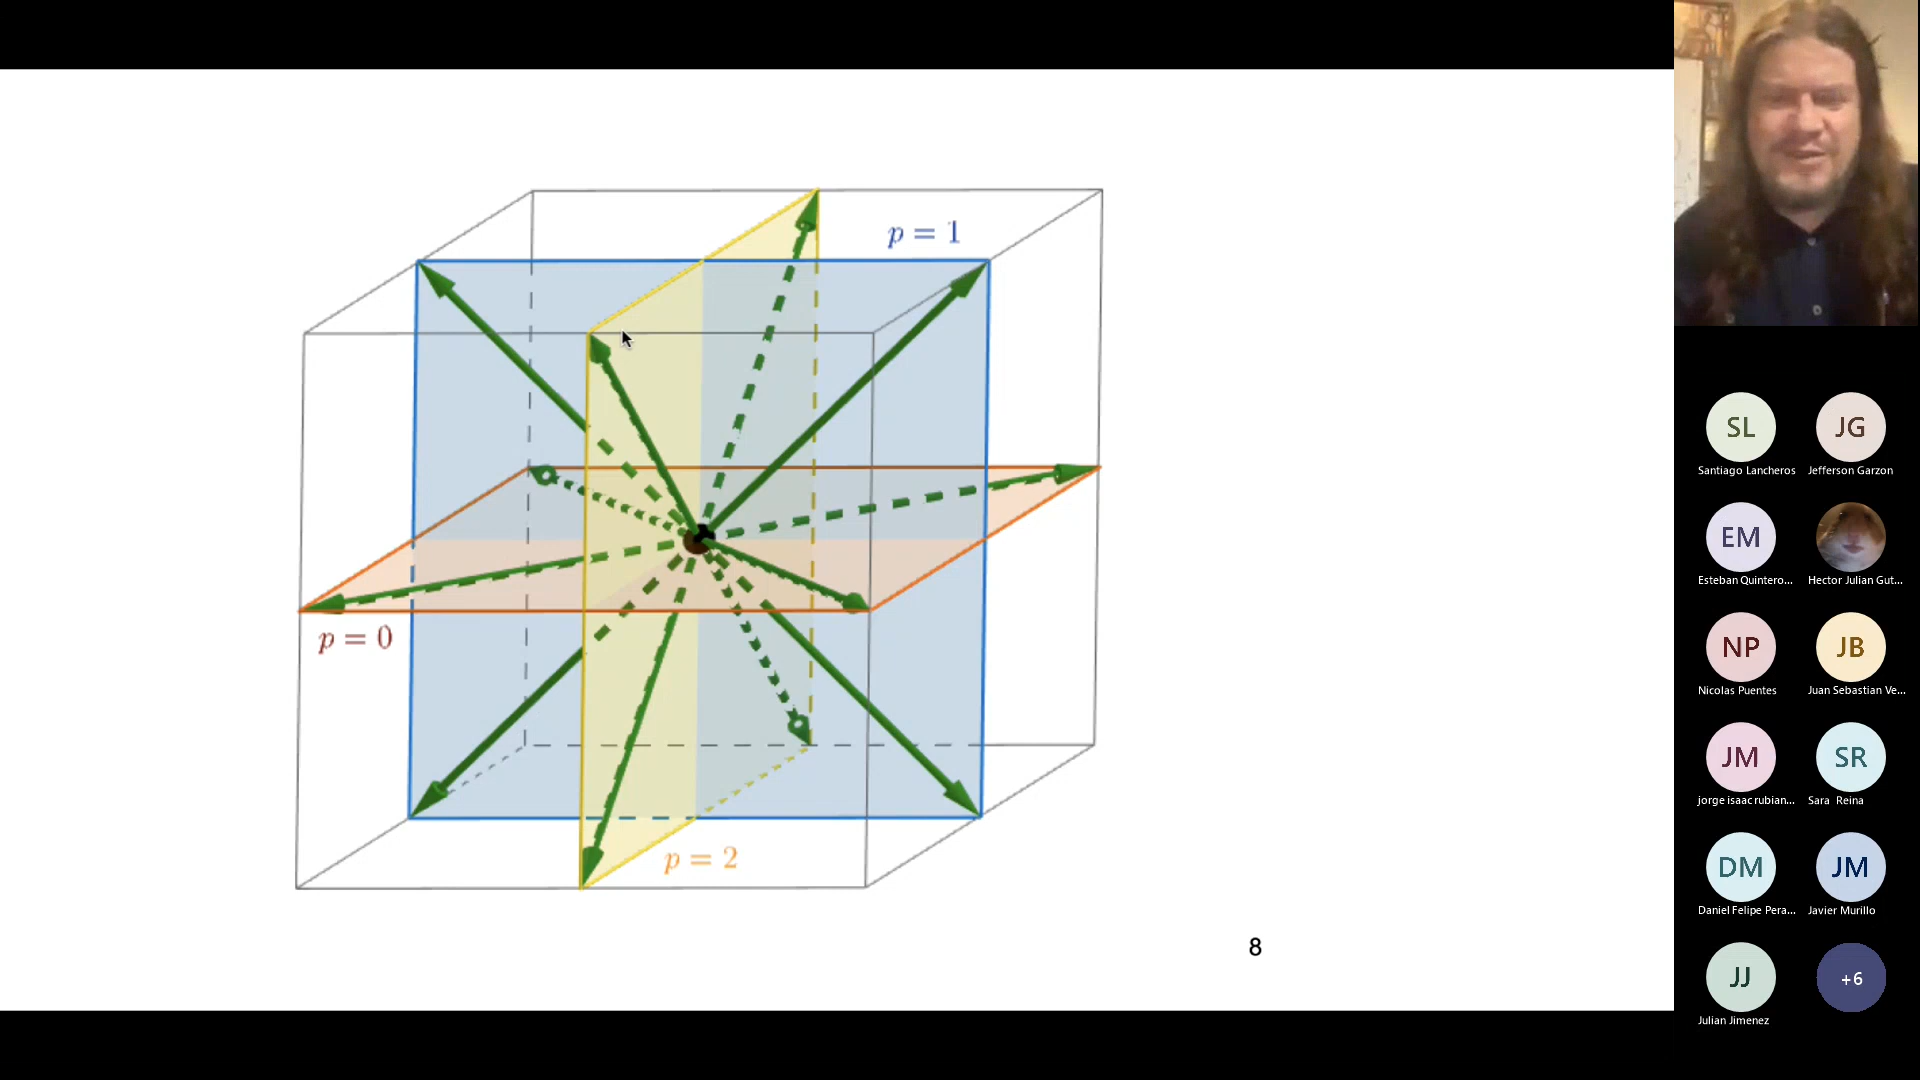 p = 1
p = 0
p = 2
8
SL
JG
Santiago Lancheros
Jefferson Garzon
EM
Esteban Quintero...
Hector Julian Gut...
NP
JB
Nicolas Puentes
Juan Sebastian Ve...
JM
SR
jorge isaac rubian...
Sara Reina
DM
JM
Daniel Felipe Pera...
Javier Murillo
JJ
+6
Julian Jimenez